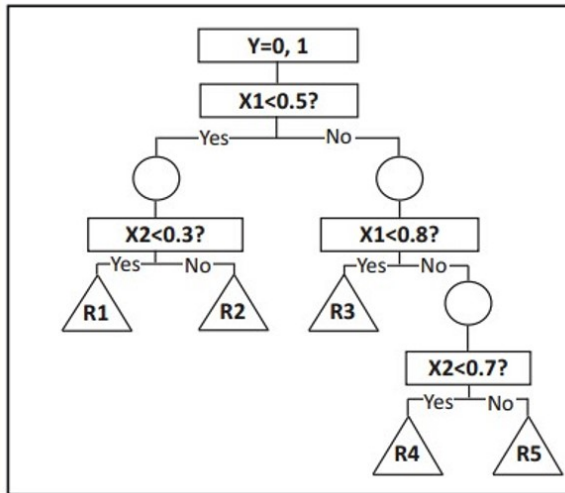 Y=0, 1
X1<0.5?
Yes No
X2<0.3? X1<0.8?
Yes No Yes No
R1 R2 R3
X2<0.7?
Yes No
R4 R5